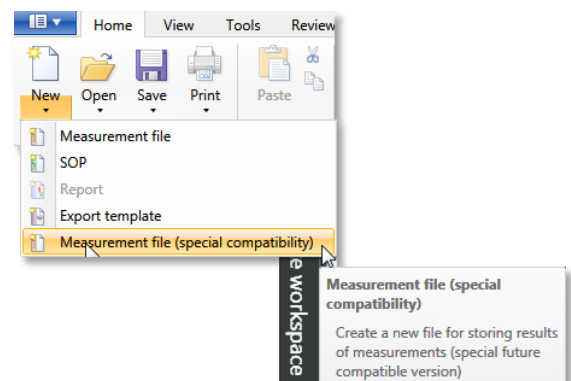 Home View Tools Review
New Open Save Print Paste
Measurement file
SOP
Report
Export template
Measurement file (special compatibility)
e workspace
Measurement file (special
compatibility)
Create a new file for storing results
of measurements (special future
compatible version)